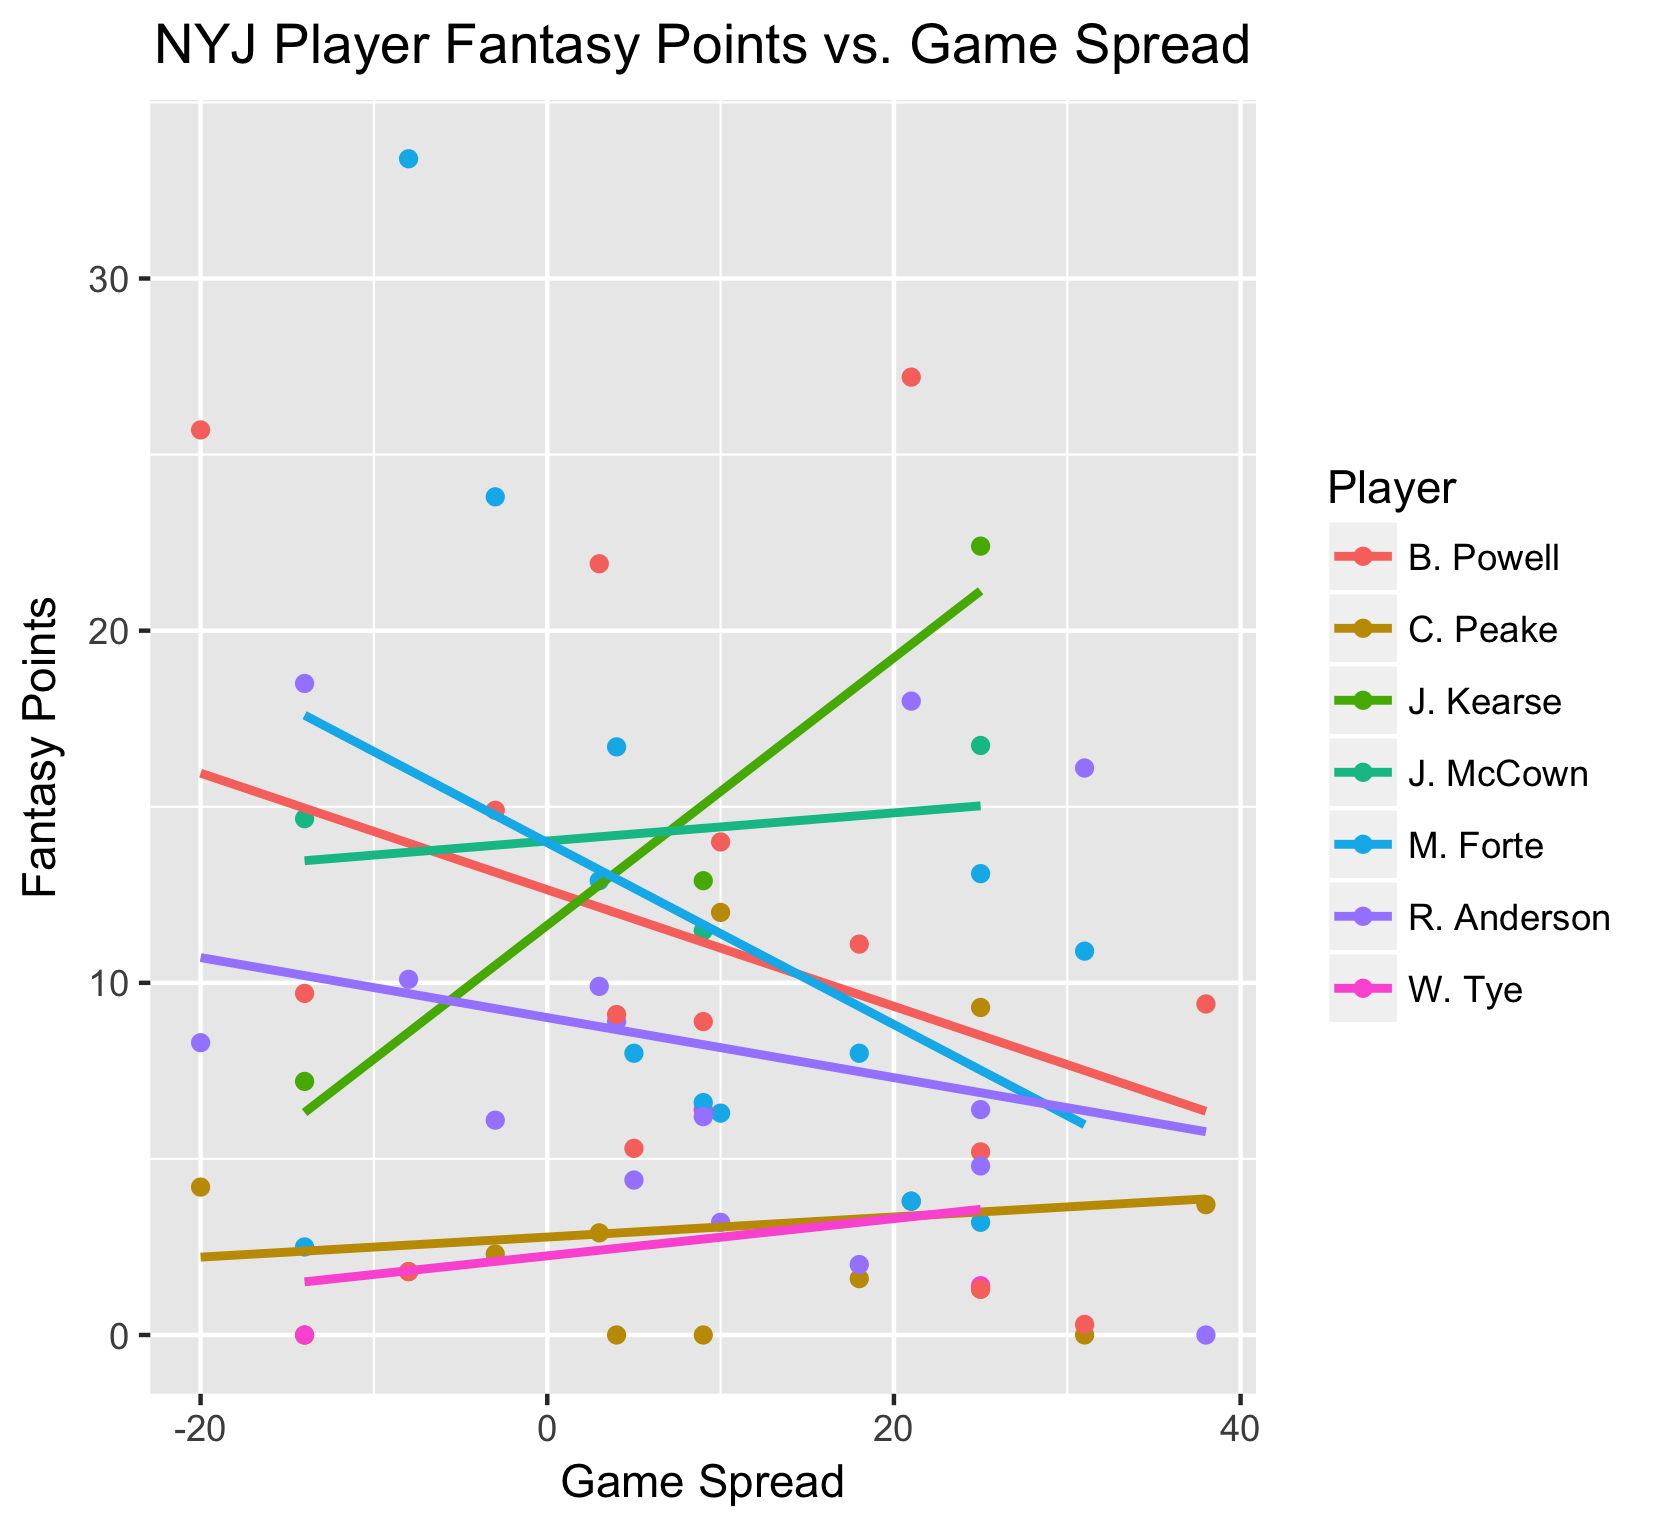 NYJ Player Fantasy Points vs. Game Spread
Fantasy Points
30
20
10
0
-20 0 20 40
Game Spread
Player
B. Powell
C. Peake
J. Kearse
J. McCown
M. Forte
R. Anderson
W. Tye